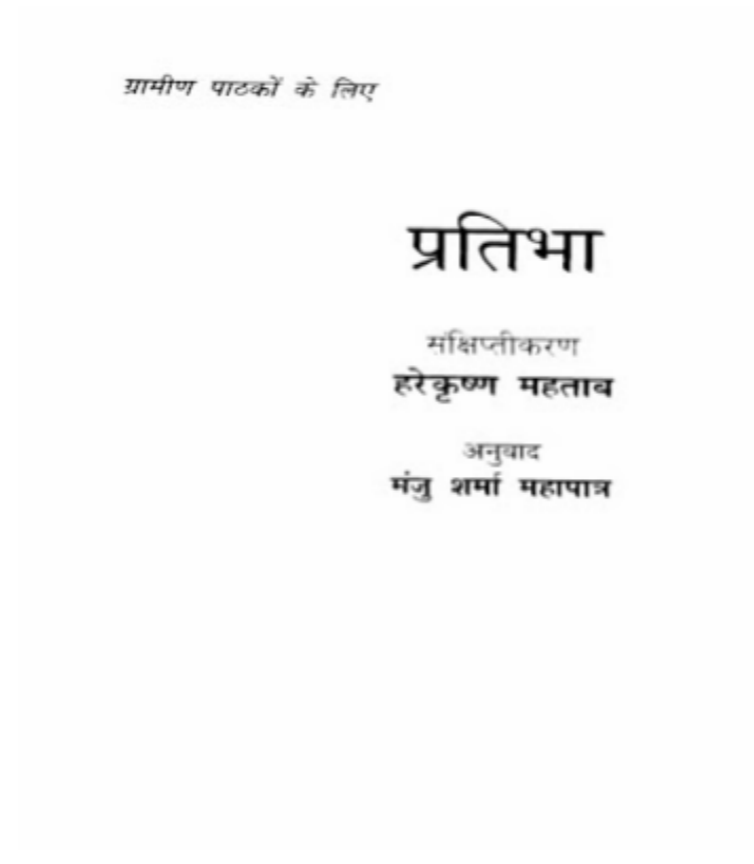 ग्रामीण पाठकों के लिए
प्रतिभा
संक्षिप्तीकरण
हरेकृष्ण महताब
अनुवाद
मंजु शर्मा महापात्र